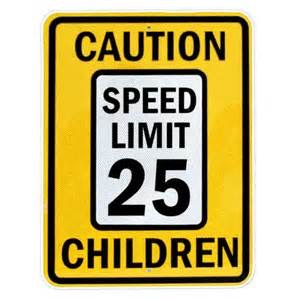 CAUTION
SPEED
LIMIT
25
CHILDREN